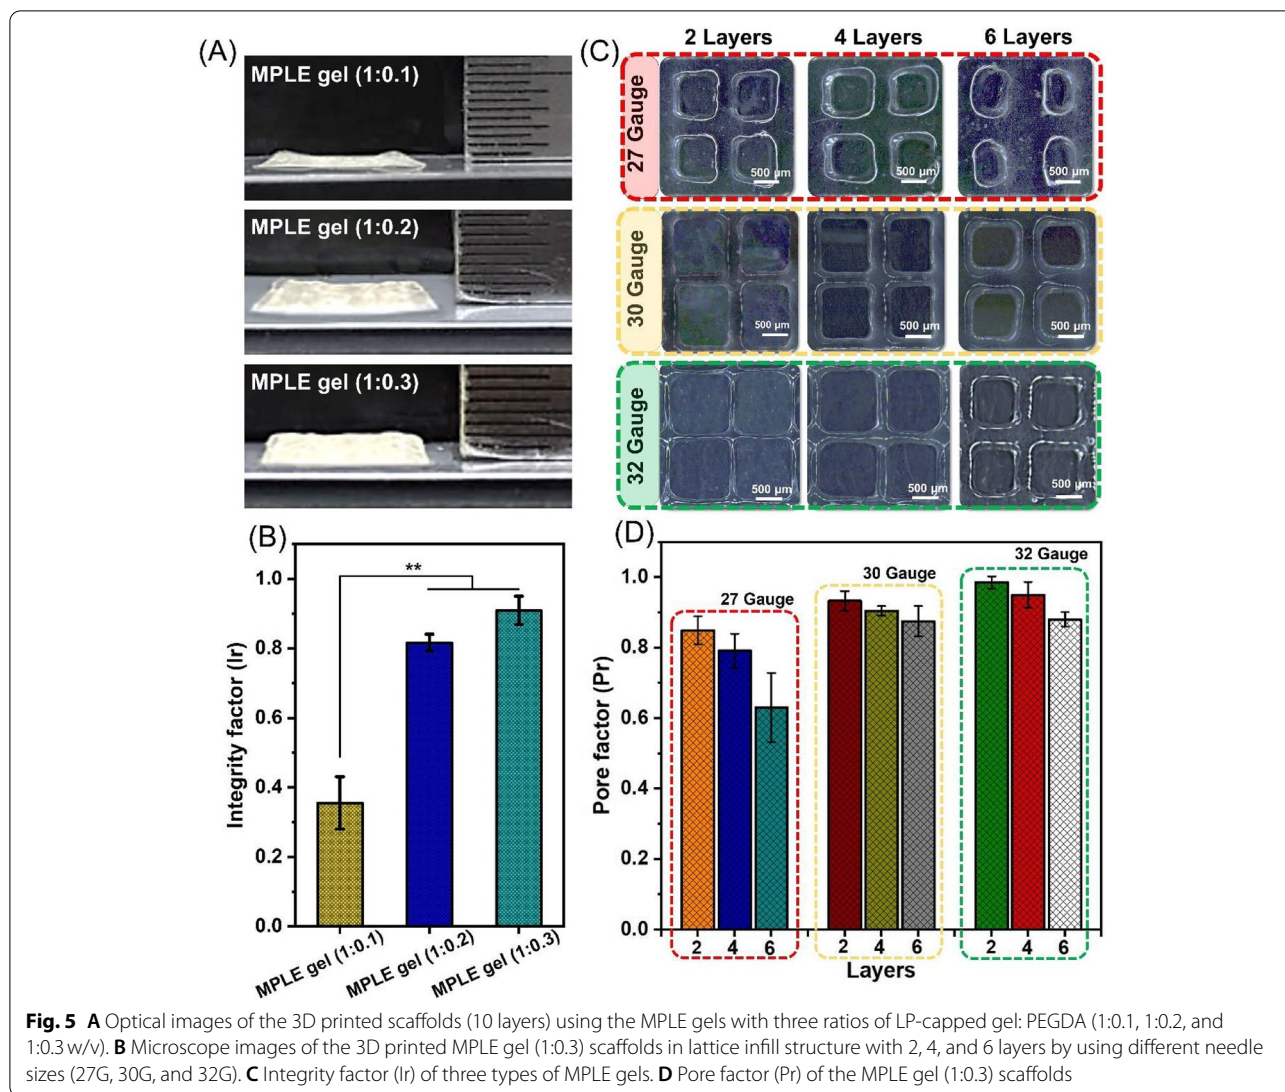 (A)
MPLE gel (1:0.1)
MPLE gel (1:0.2)
MPLE gel (1:0.3)
(C)
2 Layers 4 Layers 6 Layers
27 Gauge
500 µm 500 µm 500 µm
30 Gauge
500 µm 500 µm 500 µm
32 Gauge
500 µm 500 µm 500 µm
(B)
Integrity factor (Ir)
1.0
0.8
0.6
0.4
0.2
0.0
**
MPLE gel (1:0.1) MPLE gel (1:0.2) MPLE gel (1:0.3)
(D)
Pore factor (Pr)
1.0
0.8
0.6
0.4
0.2
0.0
27 Gauge
30 Gauge
32 Gauge
2 4 6 2 4 6 2 4 6
Layers
Fig. 5 A Optical images of the 3D printed scaffolds (10 layers) using the MPLE gels with three ratios of LP-capped gel: PEGDA (1:0.1, 1:0.2, and
1:0.3 w/v). B Microscope images of the 3D printed MPLE gel (1:0.3) scaffolds in lattice infill structure with 2, 4, and 6 layers by using different needle
sizes (27G, 30G, and 32G). C Integrity factor (Ir) of three types of MPLE gels. D Pore factor (Pr) of the MPLE gel (1:0.3) scaffolds